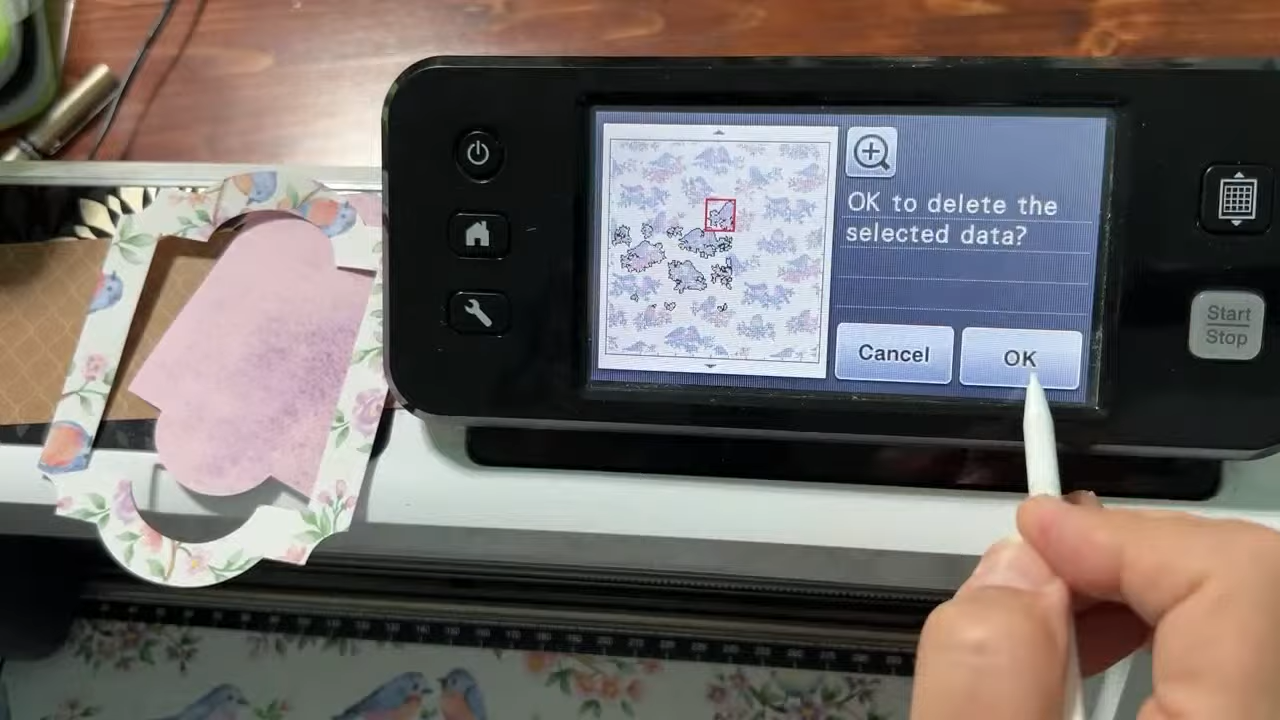 OK to delete the
selected data?
Cancel
OK
Start
Stop